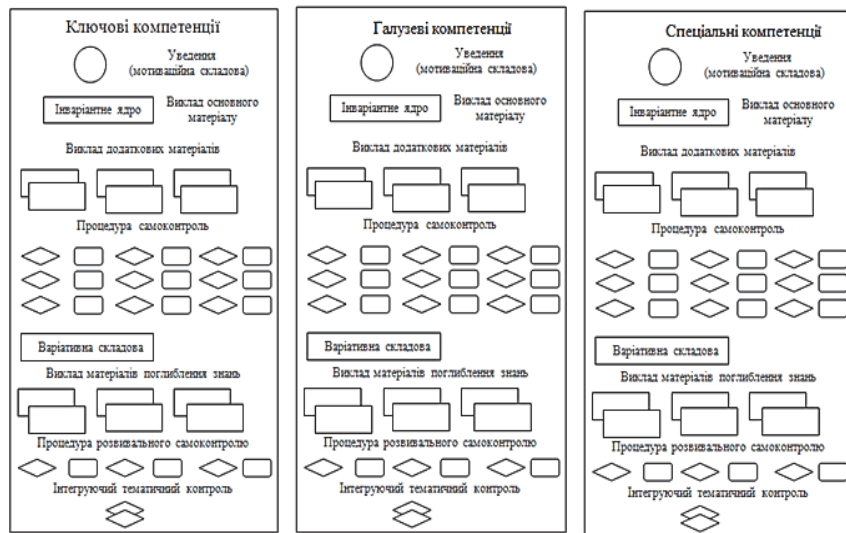 Ключові компетенції
Уведення
(мотиваційна складова)
Інваріантне ядро
Виклад основного
матеріалу
Виклад додаткових матеріалів
Процедура самоконтроль
Варіативна складова
Виклад матеріалів поглиблення знань
Процедура розвивального самоконтролю
Інтегруючий тематичний контроль
Галузеві компетенції
Уведення
(мотиваційна складова)
Інваріантне ядро
Виклад основного
матеріалу
Виклад додаткових матеріалів
Процедура самоконтроль
Варіативна складова
Виклад матеріалів поглиблення знань
Процедура розвивального самоконтролю
Інтегруючий тематичний контроль
Спеціальні компетенції
Уведення
(мотиваційна складова)
Інваріантне ядро
Виклад основного
матеріалу
Виклад додаткових матеріалів
Процедура самоконтроль
Варіативна складова
Виклад матеріалів поглиблення знань
Процедура розвивального самоконтролю
Інтегруючий тематичний контроль